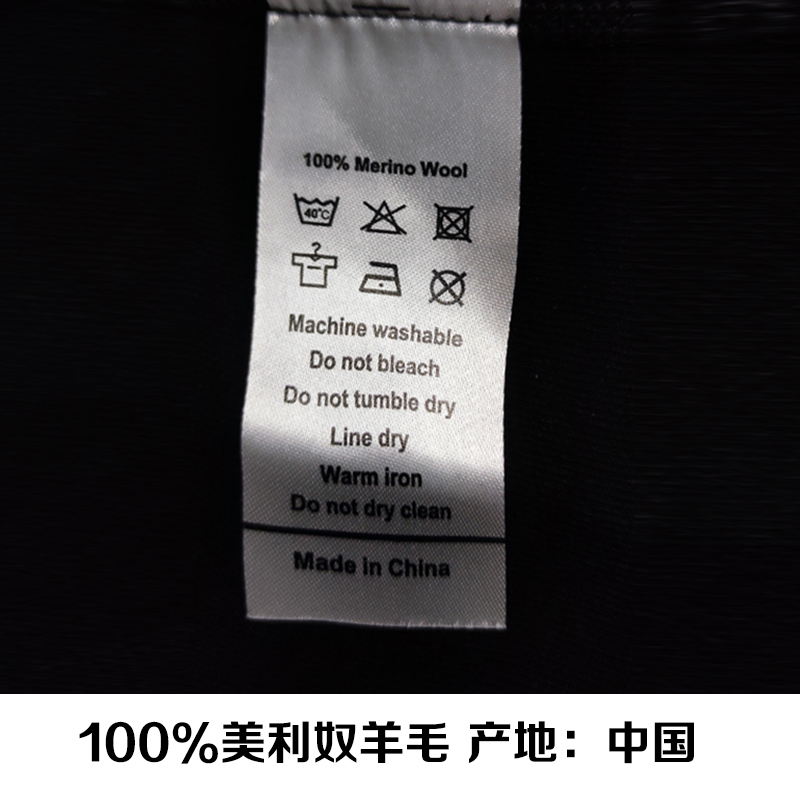 100% Merino Wool
40°C
Machine washable
Do not bleach
Do not tumble dry
Line dry
Warm iron
Do not dry clean
Made in China
100%美利奴羊毛 产地：中国